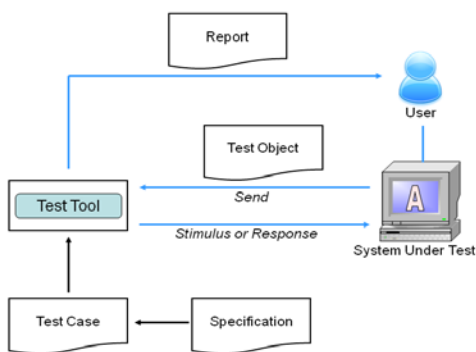 Report
User
Test Object
Send
Test Tool
Stimulus or Response
A
System Under Test
Test Case
Specification